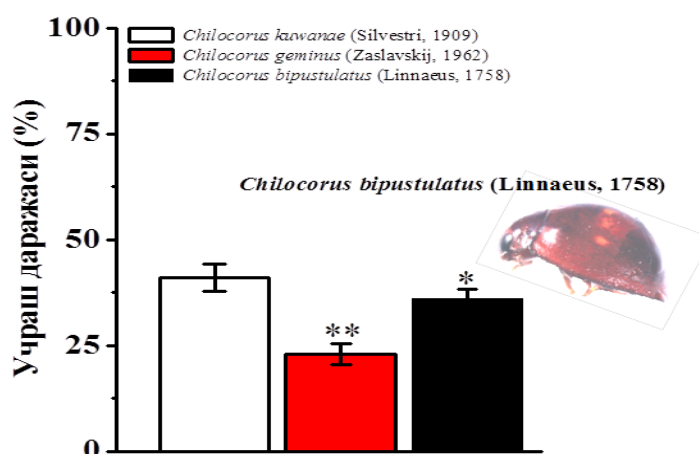 100
75
50
25
0
Учраш даражаси (%)
Chilocorus kuwanae (Silvestri, 1909)
Chilocorus geminus (Zaslavskij, 1962)
Chilocorus bipustulatus (Linnaeus, 1758)
Chilocorus bipustulatus (Linnaeus, 1758)
**
*